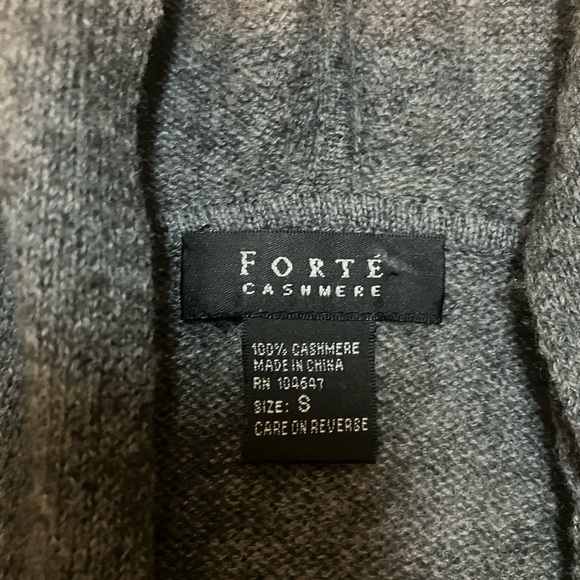 FORTÉ
CASHMERE
100% CASHMERE
MADE IN CHINA
RN 104647
SIZE: S
CARE ON REVERSE